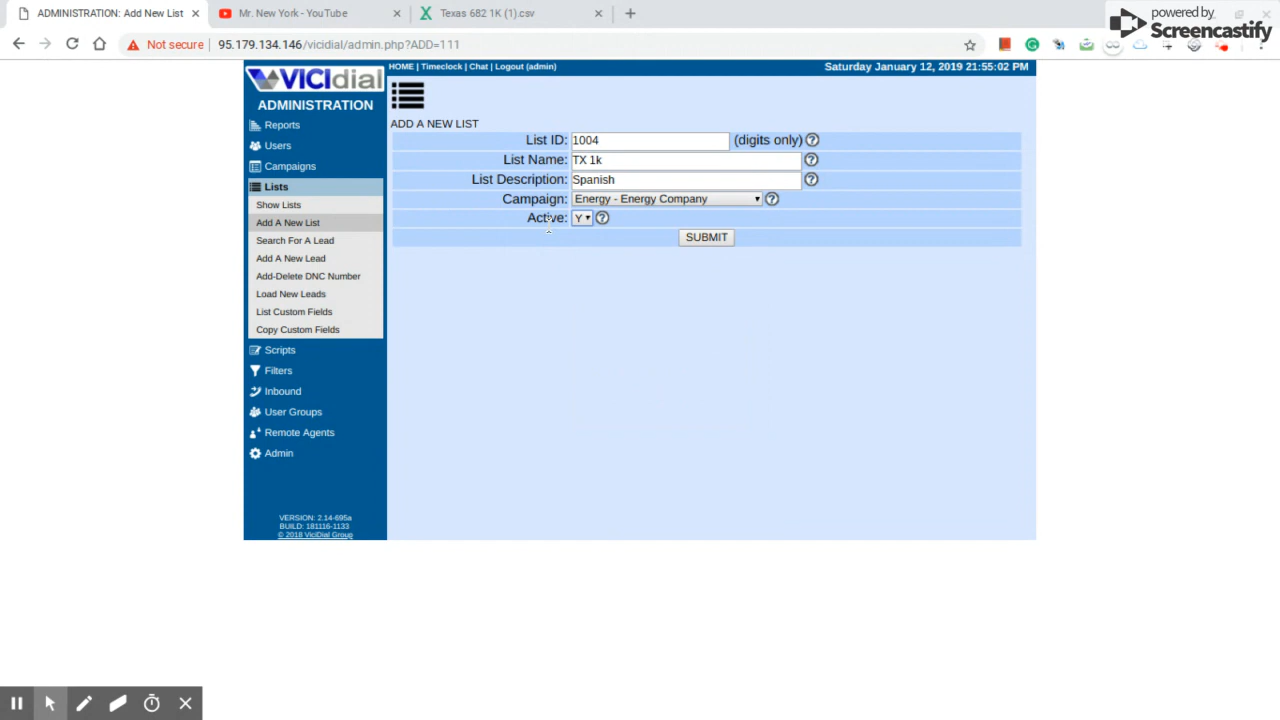 ADMINISTRATION: Add New List
Mr. New York - YouTube
Texas 682 1K (1).csv
powered by
Screencastify
Not secure
95.179.134.146/vicidial/admin.php?ADD=111
VICIdial
HOME | Timeclock | Chat | Logout (admin)
Saturday January 12, 2019 21:55:02 PM
ADMINISTRATION
Reports
Users
Campaigns
Lists
Show Lists
Add A New List
Search For A Lead
Add A New Lead
Add-Delete DNC Number
Load New Leads
List Custom Fields
Copy Custom Fields
Scripts
Filters
Inbound
User Groups
Remote Agents
Admin
VERSION: 2.14-695a
BUILD: 181116-1133
© 2018 ViciDial Group
ADD A NEW LIST
List ID: 1004 (digits only)
List Name: TX 1k
List Description: Spanish
Campaign: Energy - Energy Company
Active: Y
SUBMIT